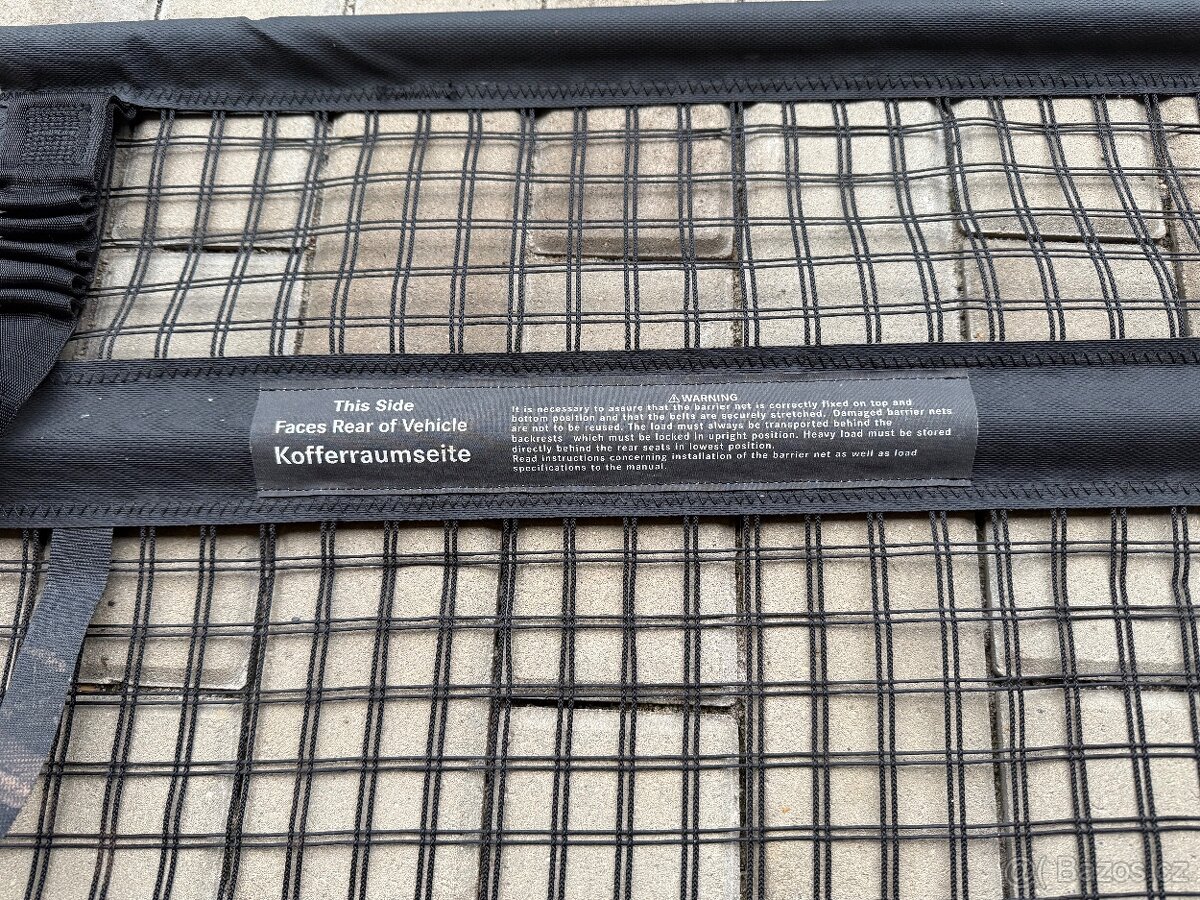 This Side
Faces Rear of Vehicle
Kofferraumseite
⚠WARNING
It is necessary to assure that the barrier net is correctly fixed on top and
bottom position and that the belts are securely stretched. Damaged barrier nets
are not to be reused. The load must always be transported behind the
backrests which must be locked in upright position. Heavy load must be stored
directly behind the rear seats in lowest position.
Read instructions concerning installation of the barrier net as well as load
specifications to the manual.
Bazos.cz